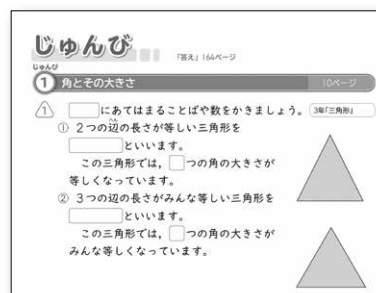 じゅんび
「答え」164ページ
じゅんび
1 角とその大きさ 10ページ
1 □にあてはまることばや数をかきましょう。 3年「三角形」
① 2つの辺の長さが等しい三角形を
へん
□といいます。
この三角形では，□つの角の大きさが
等しくなっています。
② 3つの辺の長さがみんな等しい三角形を
□といいます。
この三角形では，□つの角の大きさが
みんな等しくなっています。